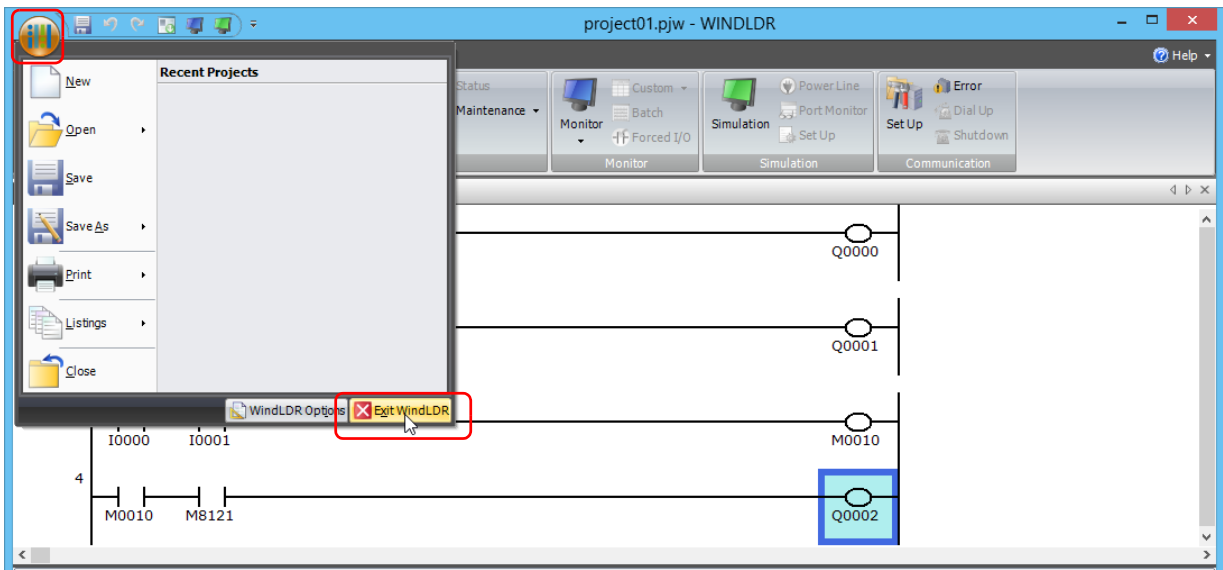 project01.pjw - WINDLDR
Help
New
Open
Save
Save As
Print
Listings
Close
Recent Projects
WindLDR Options
Exit WindLDR
Status
Maintenance
Monitor
Custom
Batch
Forced I/O
Monitor
Simulation
Power Line
Port Monitor
Set Up
Simulation
Set Up
Error
Dial Up
Shutdown
Communication
Q0000
Q0001
I0000 I0001 M0010
4
M0010 M8121 Q0002